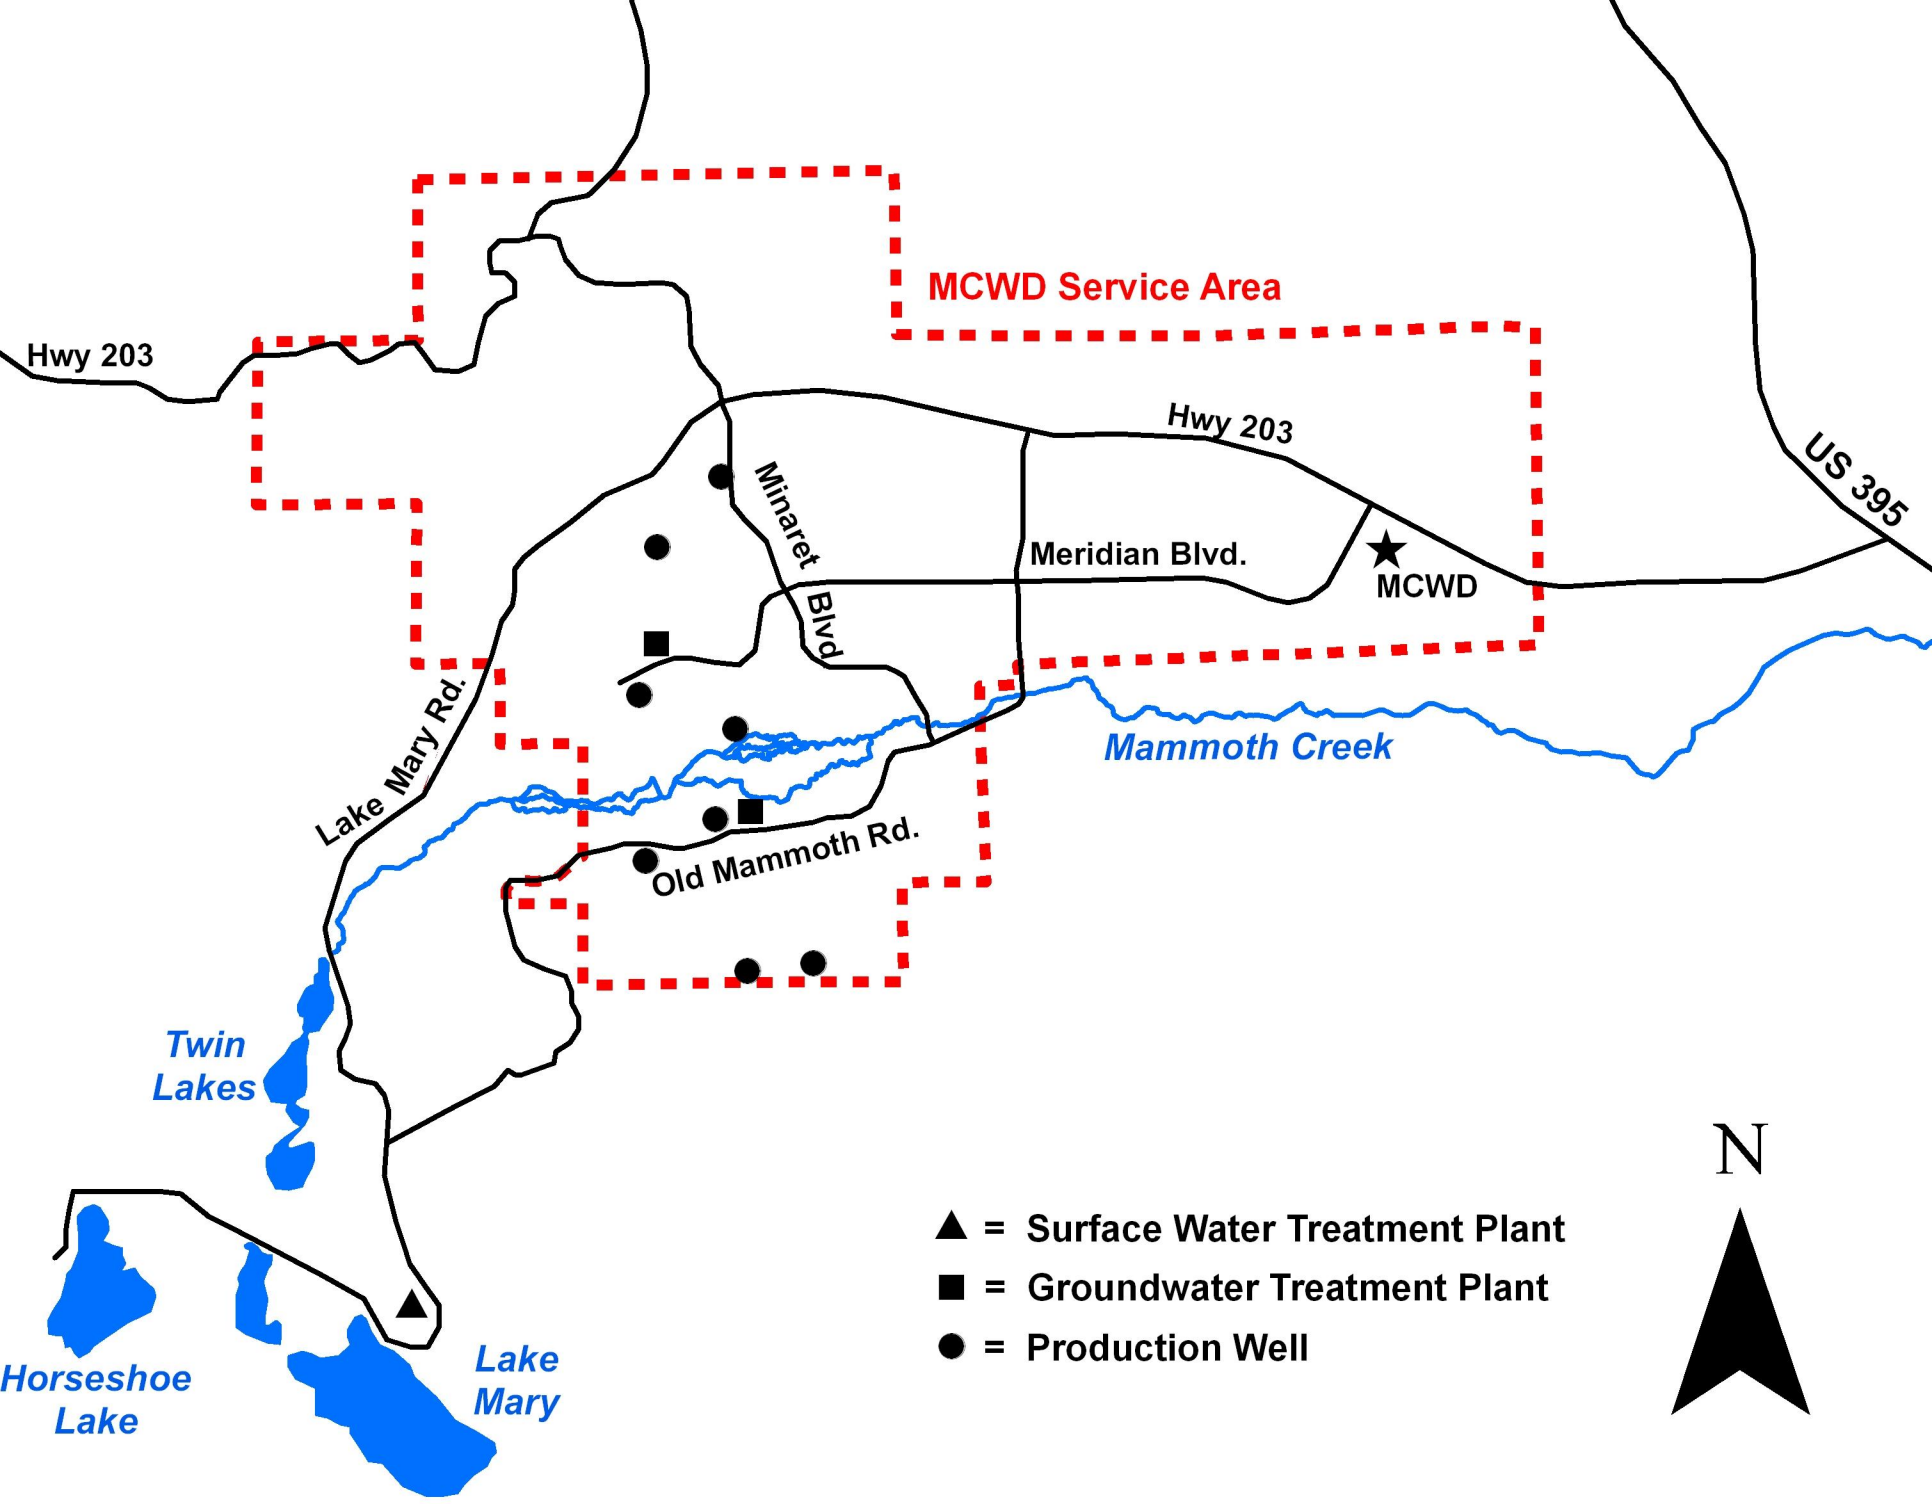 MCWD Service Area
Hwy 203
Hwy 203
US 395
Minaret Blvd
Meridian Blvd.
MCWD
Lake Mary Rd.
Mammoth Creek
Old Mammoth Rd.
Twin
Lakes
N
▲ = Surface Water Treatment Plant
■ = Groundwater Treatment Plant
● = Production Well
Horseshoe
Lake
Lake
Mary